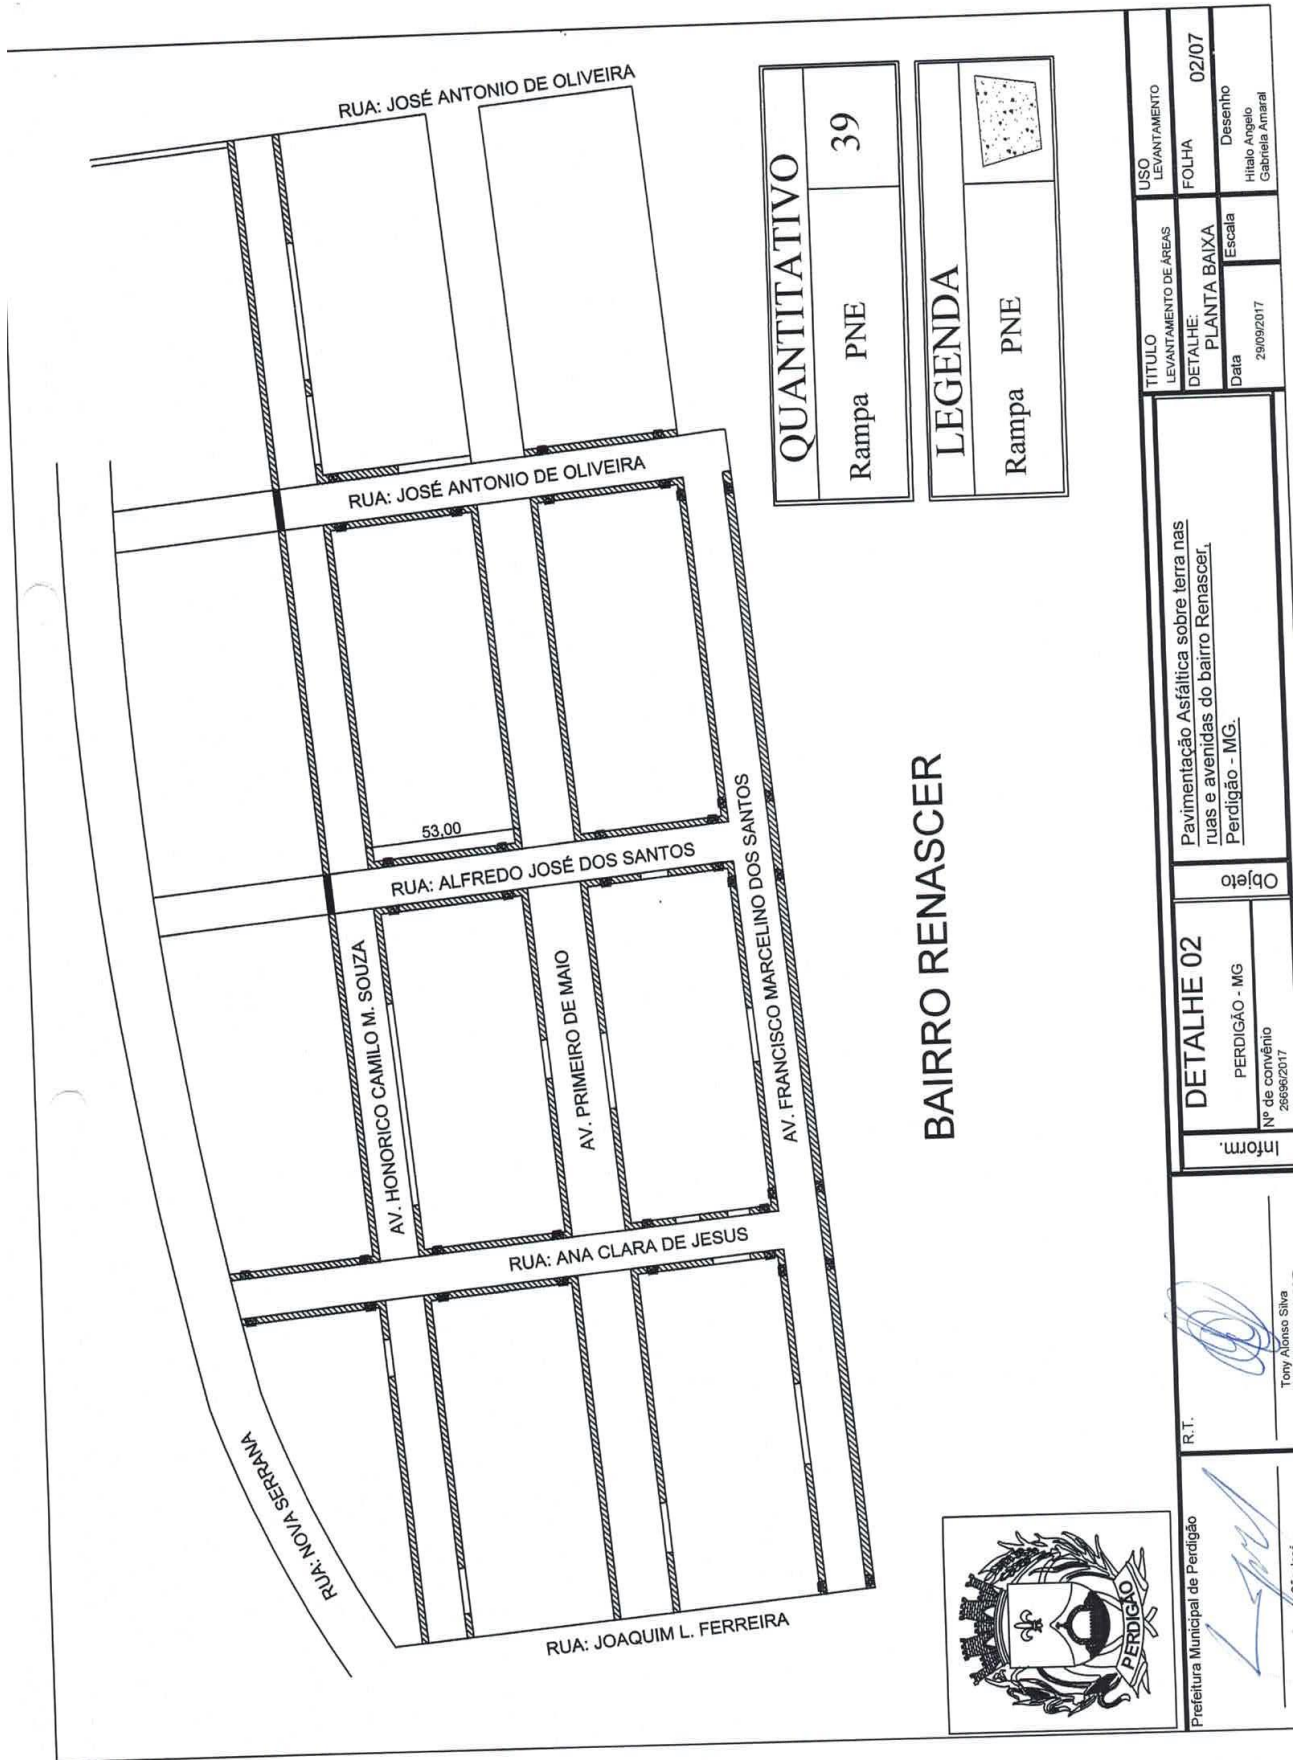 RUA: JOSÉ ANTONIO DE OLIVEIRA
RUA: JOSÉ ANTONIO DE OLIVEIRA
53,00
RUA: ALFREDO JOSÉ DOS SANTOS
AV. HONORICO CAMILO M. SOUZA
AV. PRIMEIRO DE MAIO
AV. FRANCISCO MARCELINO DOS SANTOS
RUA: ANA CLARA DE JESUS
RUA: NOVA SERRANA
RUA: JOAQUIM L. FERREIRA
BAIRRO RENASCER
QUANTITATIVO
Rampa PNE
39
LEGENDA
Rampa PNE
PERDIGÃO
Prefeitura Municipal de Perdigão
R.T.
Tony Alonso Silva
Inform.
DETALHE 02
PERDIGÃO - MG
Nº de convênio
26696/2017
Objeto
Pavimentação Asfáltica sobre terra nas
ruas e avenidas do bairro Renascer,
Perdigão - MG.
TITULO
LEVANTAMENTO DE ÁREAS
USO
LEVANTAMENTO
DETALHE:
PLANTA BAIXA
FOLHA
02/07
Data
29/09/2017
Escala
Desenho
Hitalo Angelo
Gabriela Amaral